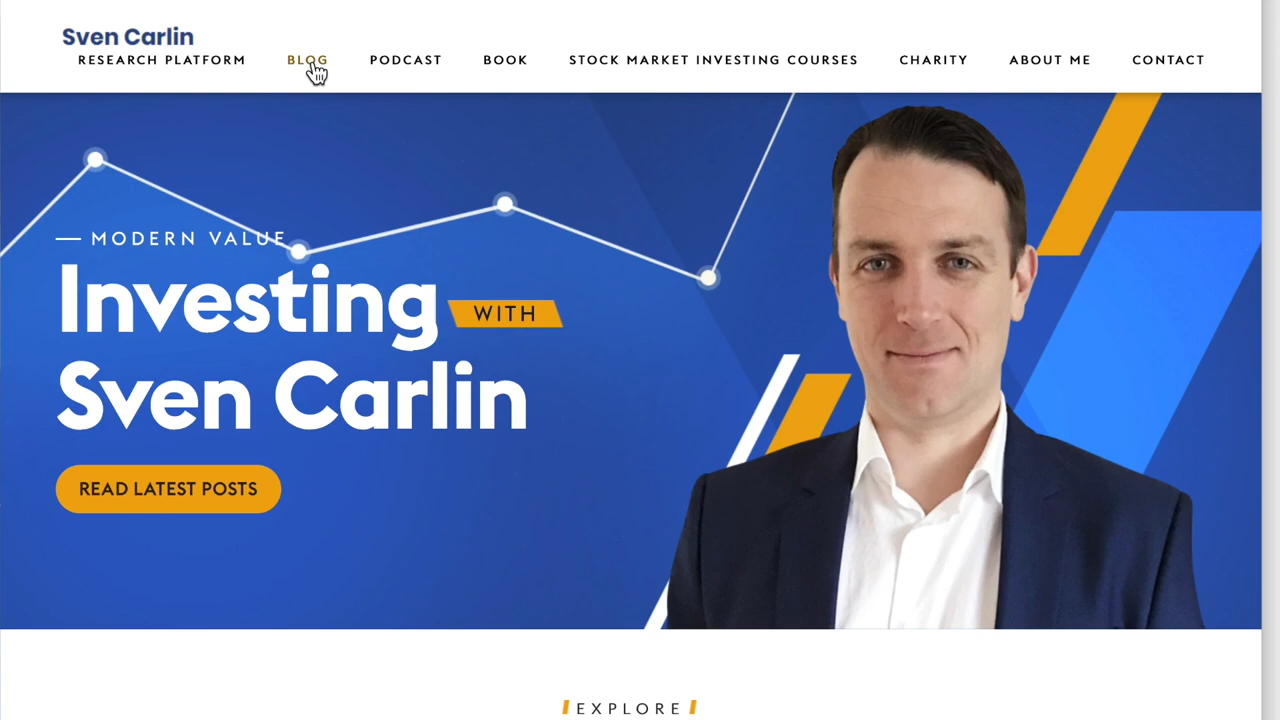 Sven Carlin
RESEARCH PLATFORM BLOG PODCAST BOOK STOCK MARKET INVESTING COURSES CHARITY ABOUT ME CONTACT
MODERN VALUE
Investing WITH
Sven Carlin
READ LATEST POSTS
EXPLORE